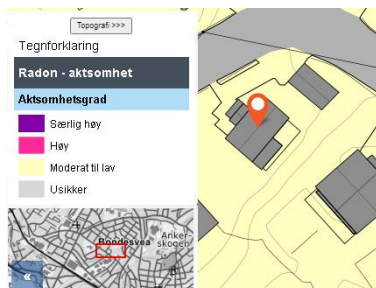 Topografi >>>
Tegnforklaring
Radon - aktsomhet
Aktsomhetsgrad
Særlig høy
Høy
Moderat til lav
Usikker
Bondesvea
Anker-
skogen
«